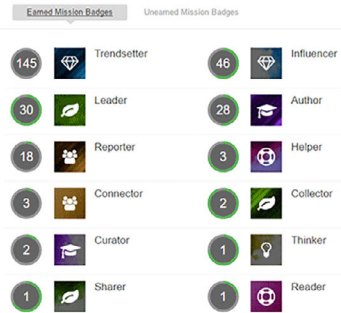 Earned Mission Badges Unearned Mission Badges
145 Trendsetter 46 Influencer
30 Leader 28 Author
18 Reporter 3 Helper
3 Connector 2 Collector
2 Curator 1 Thinker
1 Sharer 1 Reader